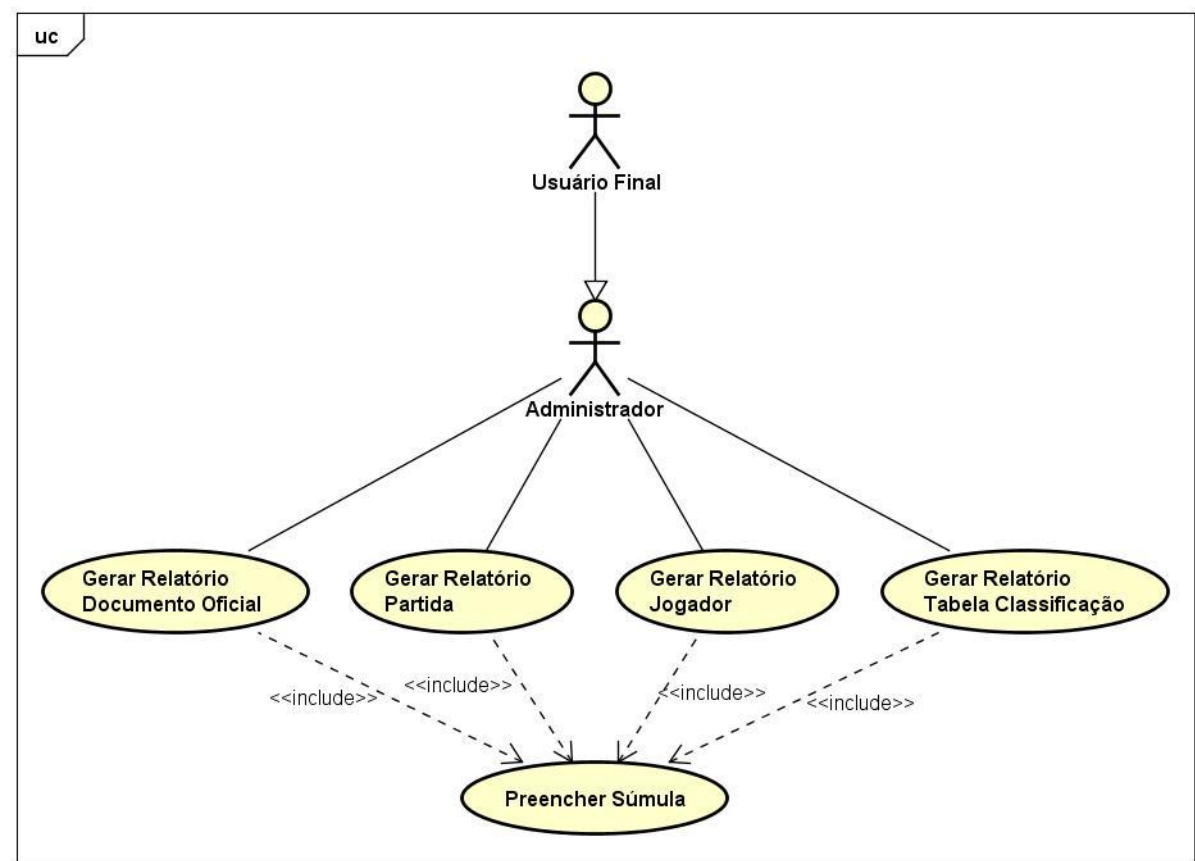 uc
Usuário Final
Administrador
Gerar Relatório
Documento Oficial
Gerar Relatório
Partida
Gerar Relatório
Jogador
Gerar Relatório
Tabela Classificação
<<include>>
<<include>>
<<include>>
<<include>>
Preencher Súmula